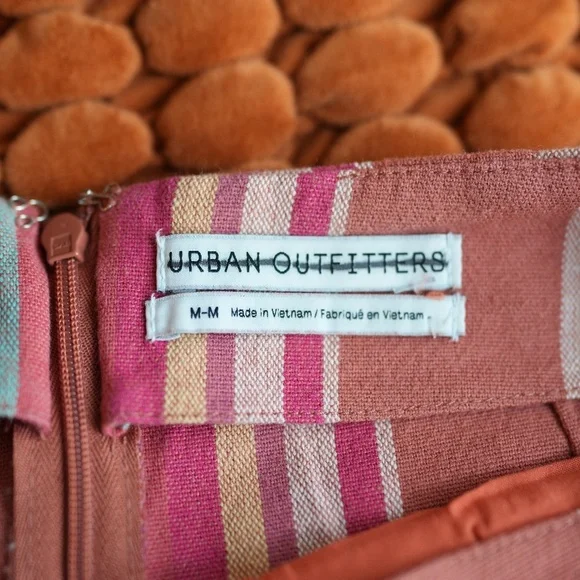 URBAN OUTFITTERS
M-M Made in Vietnam / Fabriqué en Vietnam